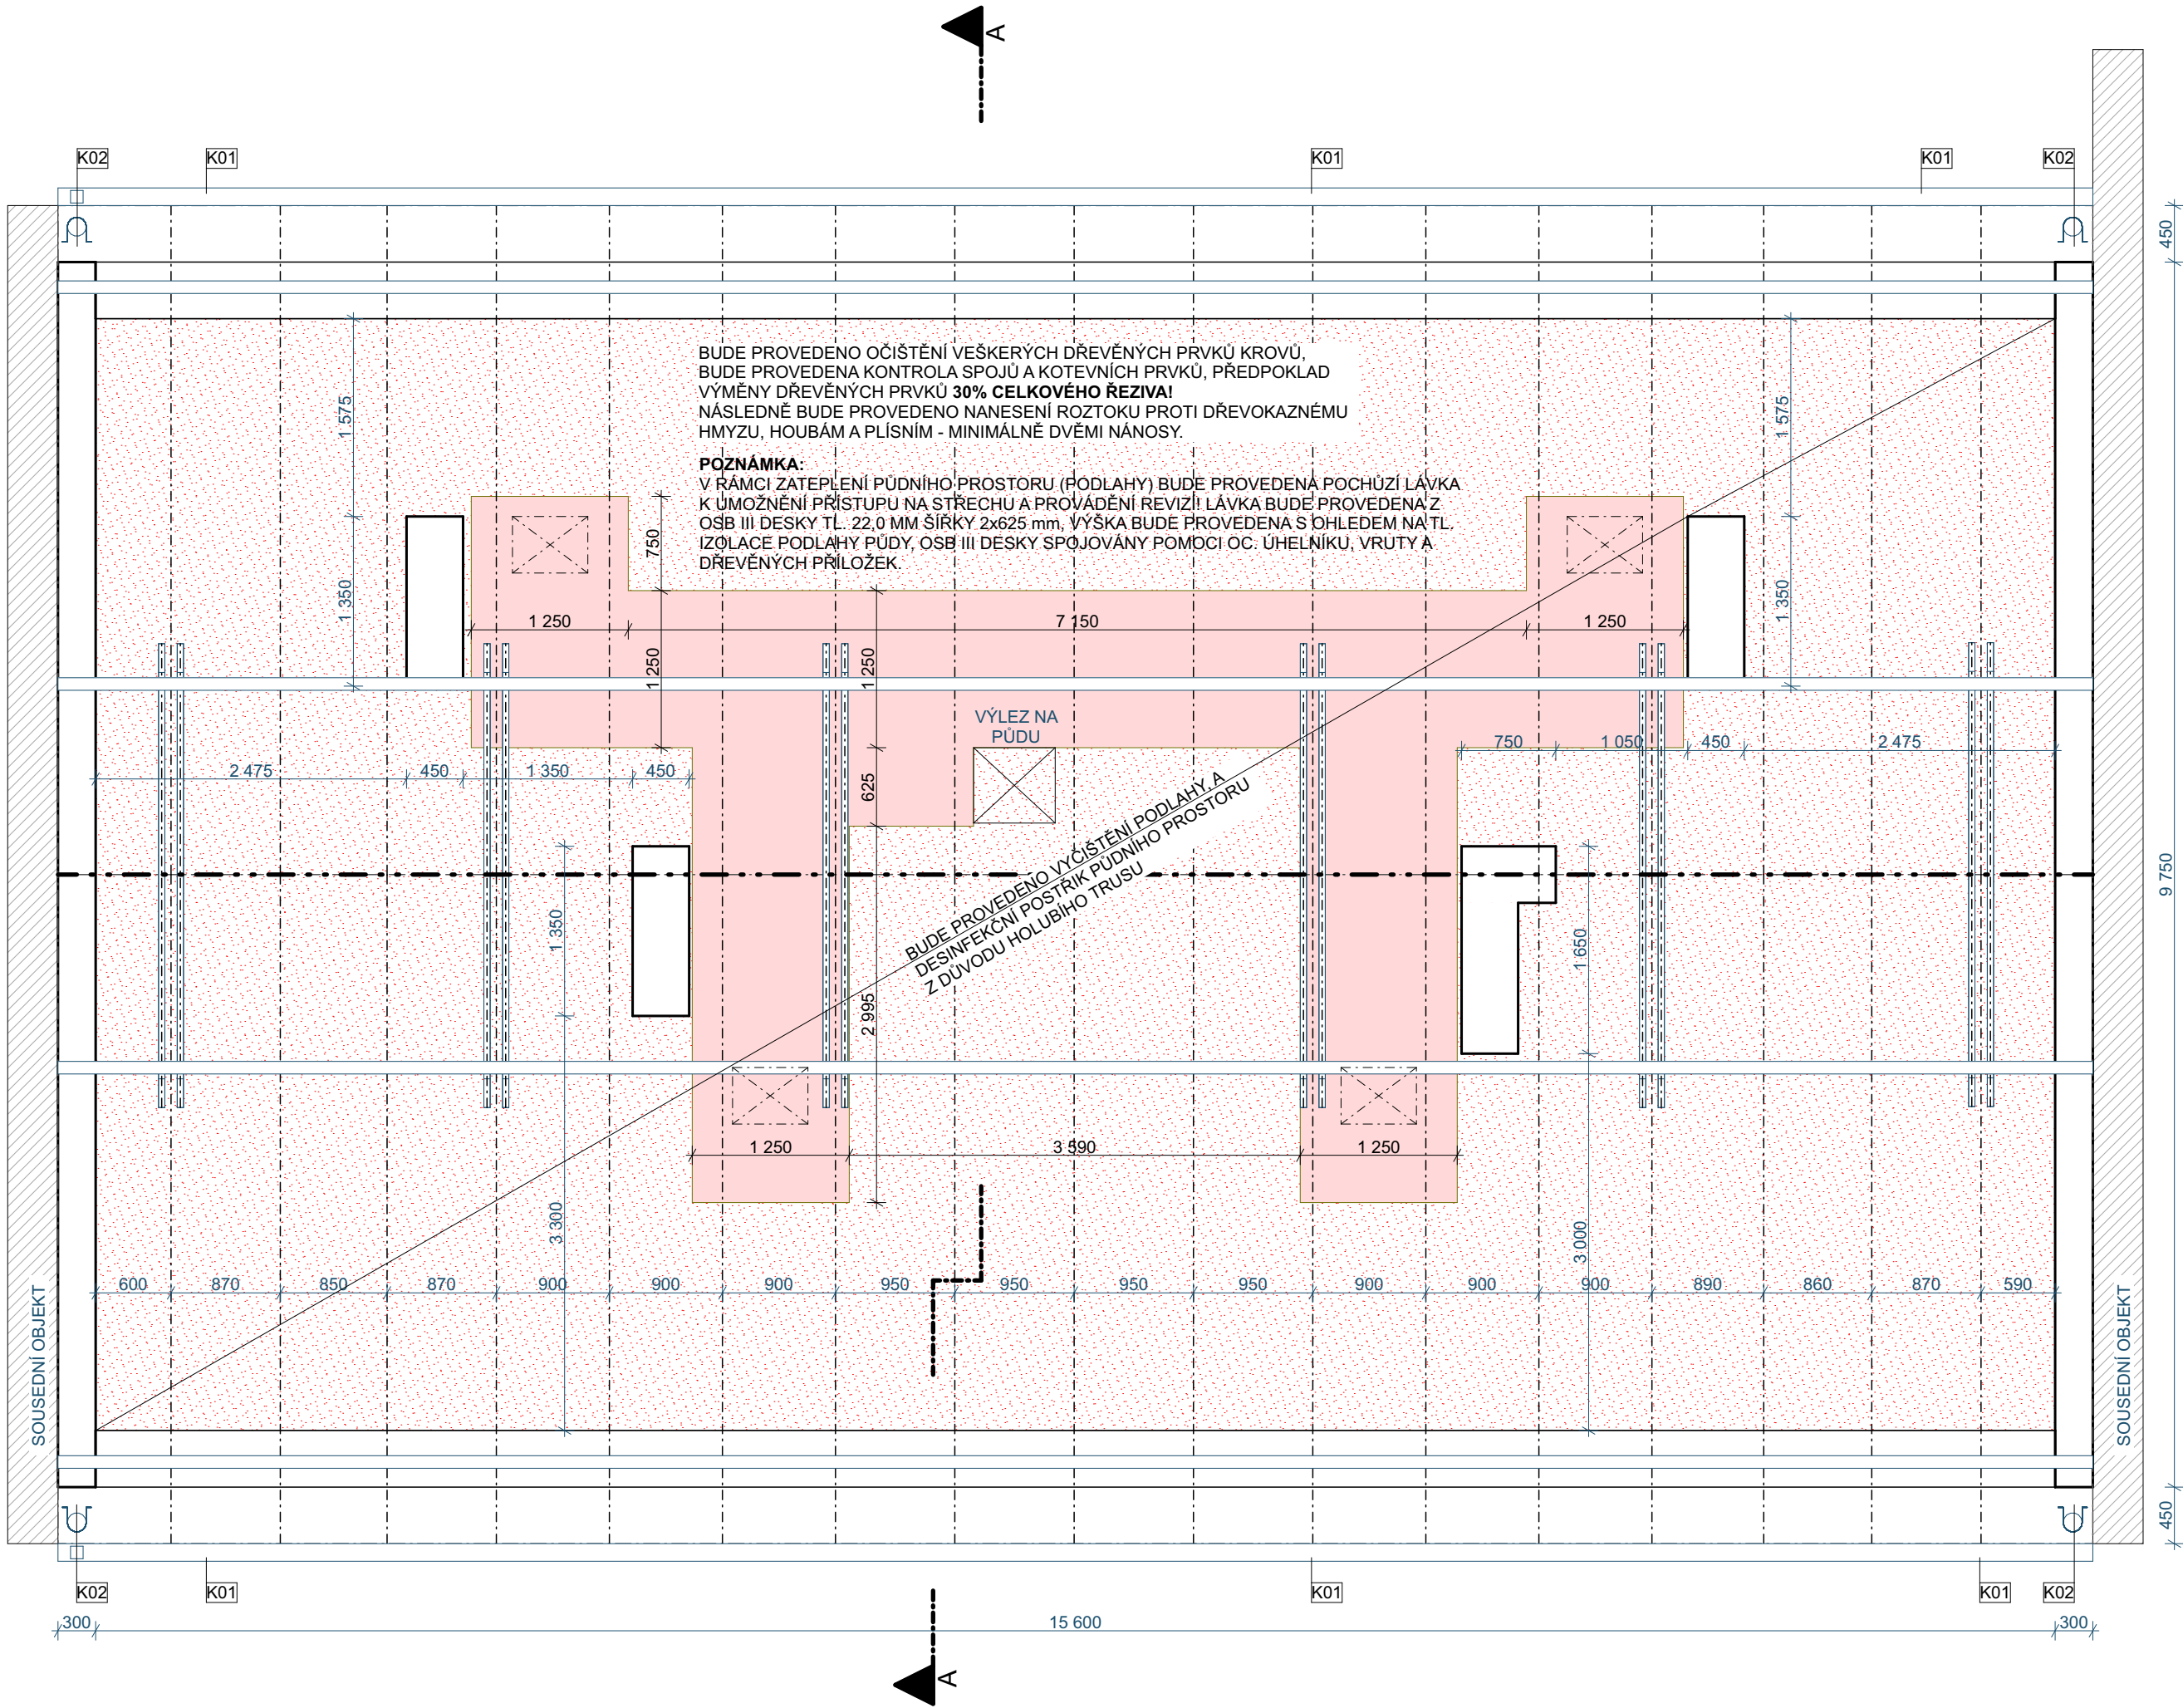 A
K02
K01
K01
K01
K02
450
BUDE PROVEDENO OČIŠTĚNÍ VEŠKERÝCH DŘEVĚNÝCH PRVKŮ KROVŮ,
BUDE PROVEDENA KONTROLA SPOJŮ A KOTEVNÍCH PRVKŮ, PŘEDPOKLAD
VÝMĚNY DŘEVĚNÝCH PRVKŮ 30% CELKOVÉHO ŘEZIVA!
NÁSLEDNĚ BUDE PROVEDENO NANESENÍ ROZTOKU PROTI DŘEVOKAZNÉMU
HMYZU, HOUBÁM A PLÍSNÍM - MINIMÁLNĚ DVĚMI NÁNOSY.
POZNÁMKA:
V RÁMCI ZATEPLENÍ PŮDNÍHO PROSTORU (PODLAHY) BUDE PROVEDENA POCHŮZÍ LÁVKA
K UMOŽNĚNÍ PŘÍSTUPU NA STŘECHU A PROVÁDĚNÍ REVIZÍ! LÁVKA BUDE PROVEDENA Z
OSB III DESKY TL. 22,0 MM ŠÍŘKY 2x625 mm, VÝŠKA BUDE PROVEDENA S OHLEDEM NA TL.
IZOLACE PODLAHY PŮDY, OSB III DESKY SPOJOVÁNY POMOCI OC. ÚHELNÍKU, VRUTY A
DŘEVĚNÝCH PŘÍLOŽEK.
1 575
1 575
750
1 350
1 350
1 250
7 150
1 250
1 250
1 250
VÝLEZ NA
PŮDU
750
1 050
450
2 475
2 475
450
1 350
450
625
BUDE PROVEDENO VYČIŠTĚNÍ PODLAHY, A
DESINFEKČNÍ POSTŘIK PŮDNÍHO PROSTORU
Z DŮVODU HOLUBÍHO TRUSU
9 750
1 350
1 650
2 995
1 250
3 590
1 250
3 300
3 000
600
870
850
870
900
900
900
950
950
950
950
900
900
900
890
860
870
590
SOUSEDNÍ OBJEKT
SOUSEDNÍ OBJEKT
450
K02
K01
K01
K01
K02
300
15 600
300
A